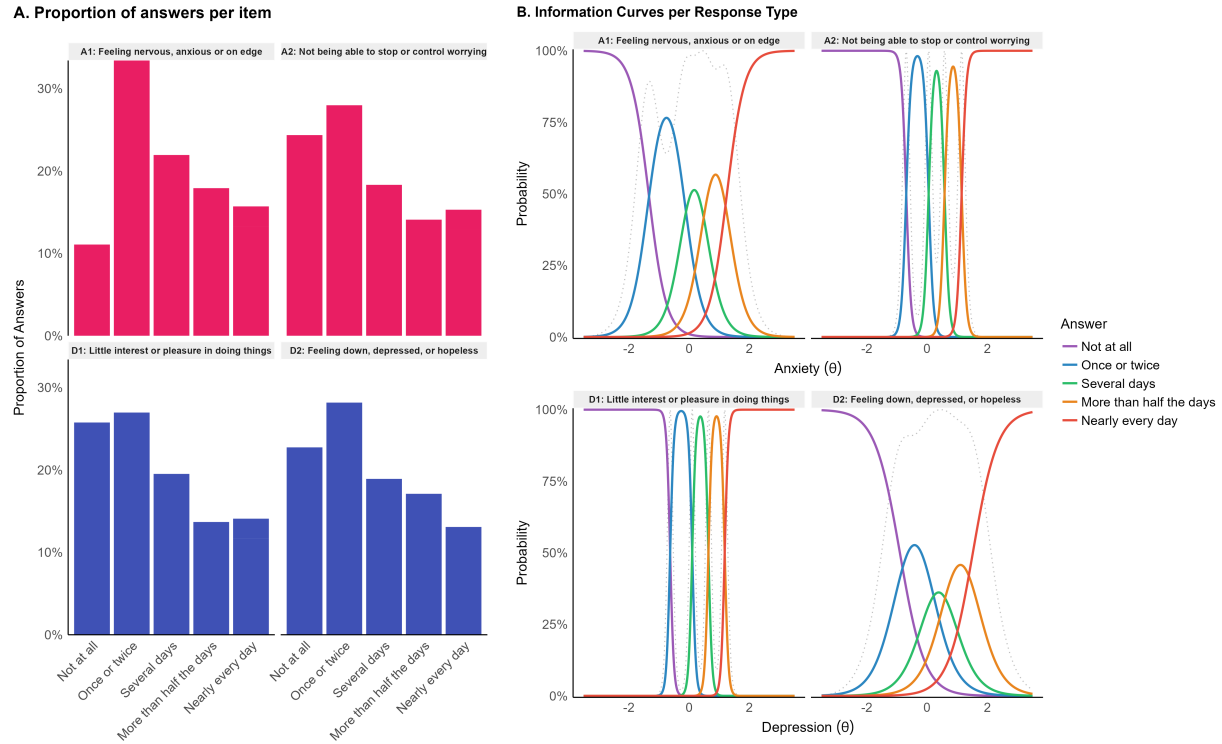 A. Proportion of answers per item
A1: Feeling nervous, anxious or on edge
A2: Not being able to stop or control worrying
30%
20%
10%
0%
D1: Little interest or pleasure in doing things
D2: Feeling down, depressed, or hopeless
30%
20%
10%
0%
Proportion of Answers
Not at all
Once or twice
Several days
More than half the days
Nearly every day
Not at all
Once or twice
Several days
More than half the days
Nearly every day
B. Information Curves per Response Type
A1: Feeling nervous, anxious or on edge
A2: Not being able to stop or control worrying
100%
75%
50%
25%
0%
Probability
-2 0 2
-2 0 2
Anxiety (θ)
D1: Little interest or pleasure in doing things
D2: Feeling down, depressed, or hopeless
100%
75%
50%
25%
0%
Probability
-2 0 2
-2 0 2
Depression (θ)
Answer
Not at all
Once or twice
Several days
More than half the days
Nearly every day